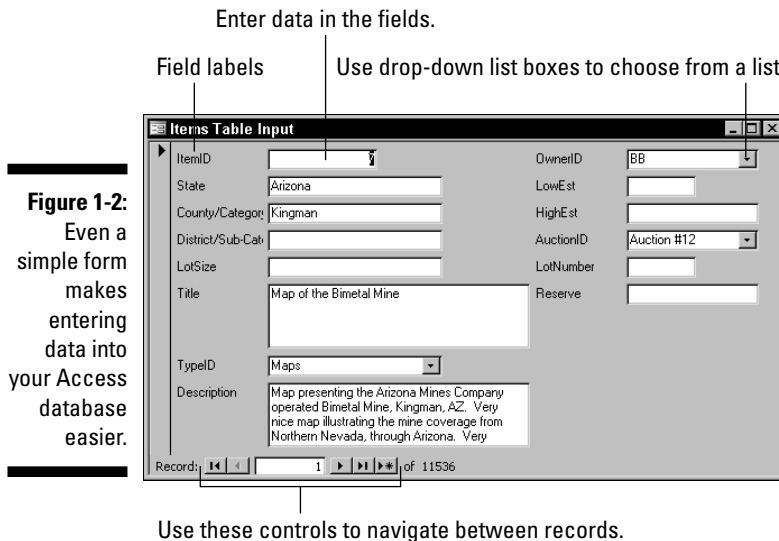 Enter data in the fields.
Field labels
Use drop-down list boxes to choose from a list
Items Table Input
ItemID 7
OwnerID BB
State Arizona
LowEst
County/Category Kingman
HighEst
District/Sub-Cat
AuctionID Auction #12
LotSize
LotNumber
Title Map of the Bimetal Mine
Reserve
TypeID Maps
Description Map presenting the Arizona Mines Company
operated Bimetal Mine, Kingman, AZ. Very
nice map illustrating the mine coverage from
Northern Nevada, through Arizona. Very
Record: 1 of 11536
Use these controls to navigate between records.
Figure 1-2:
Even a
simple form
makes
entering
data into
your Access
database
easier.